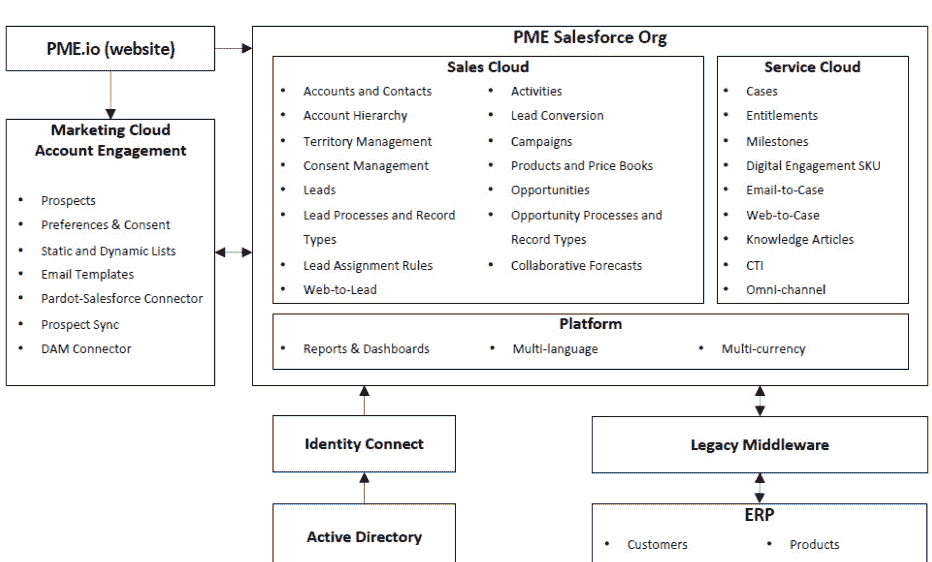 PME.io (website)
PME Salesforce Org
Marketing Cloud
Account Engagement
• Prospects
• Preferences & Consent
• Static and Dynamic Lists
• Email Templates
• Pardot-Salesforce Connector
• Prospect Sync
• DAM Connector
Sales Cloud
• Accounts and Contacts
• Account Hierarchy
• Territory Management
• Consent Management
• Leads
• Lead Processes and Record
Types
• Lead Assignment Rules
• Web-to-Lead
• Activities
• Lead Conversion
• Campaigns
• Products and Price Books
• Opportunities
• Opportunity Processes and
Record Types
• Collaborative Forecasts
Service Cloud
• Cases
• Entitlements
• Milestones
• Digital Engagement SKU
• Email-to-Case
• Web-to-Case
• Knowledge Articles
• CTI
• Omni-channel
Platform
• Reports & Dashboards
• Multi-language
• Multi-currency
Identity Connect
Legacy Middleware
Active Directory
ERP
• Customers
• Products